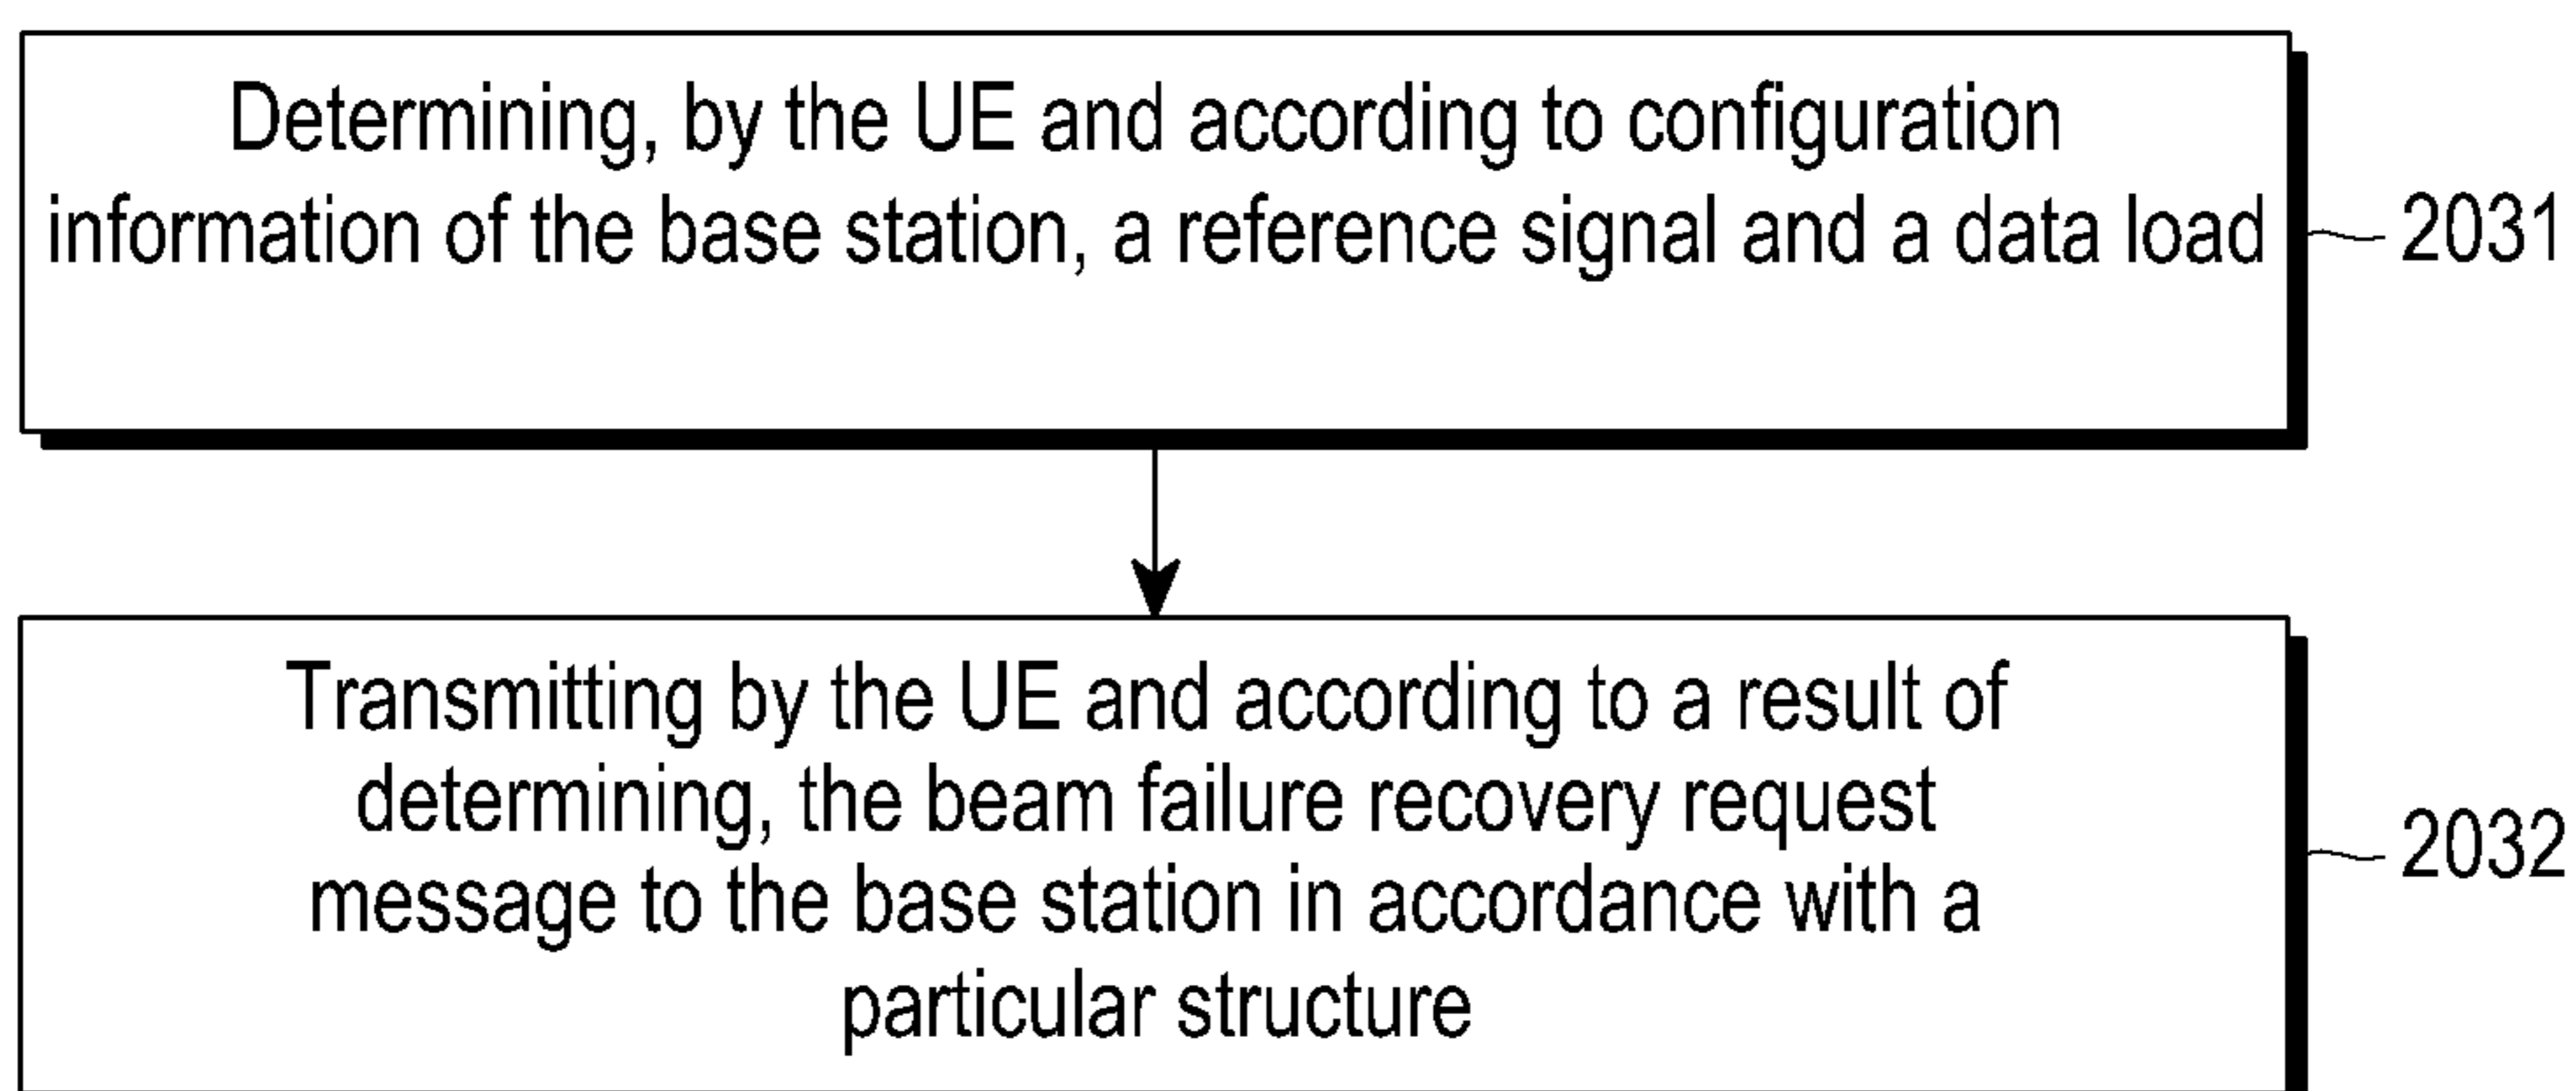 Determining, by the UE and according to configuration
information of the base station, a reference signal and a data load
2031
Transmitting by the UE and according to a result of
determining, the beam failure recovery request
message to the base station in accordance with a
particular structure
2032